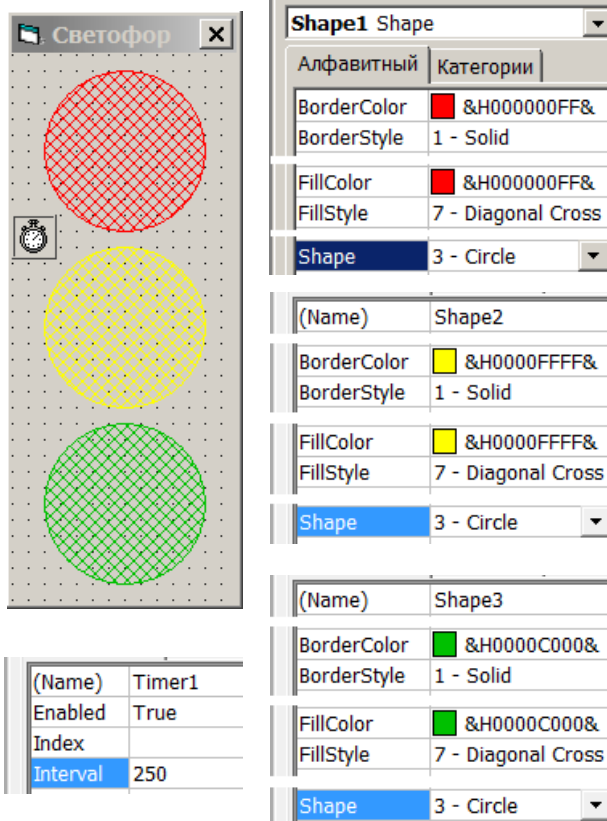 Светофор
Shape1 Shape
Алфавитный Категории
BorderColor &H000000FF&
BorderStyle 1 - Solid
FillColor &H000000FF&
FillStyle 7 - Diagonal Cross
Shape 3 - Circle
(Name) Shape2
BorderColor &H0000FFFF&
BorderStyle 1 - Solid
FillColor &H0000FFFF&
FillStyle 7 - Diagonal Cross
Shape 3 - Circle
(Name) Shape3
BorderColor &H0000C000&
BorderStyle 1 - Solid
FillColor &H0000C000&
FillStyle 7 - Diagonal Cross
Shape 3 - Circle
(Name) Timer1
Enabled True
Index
Interval 250